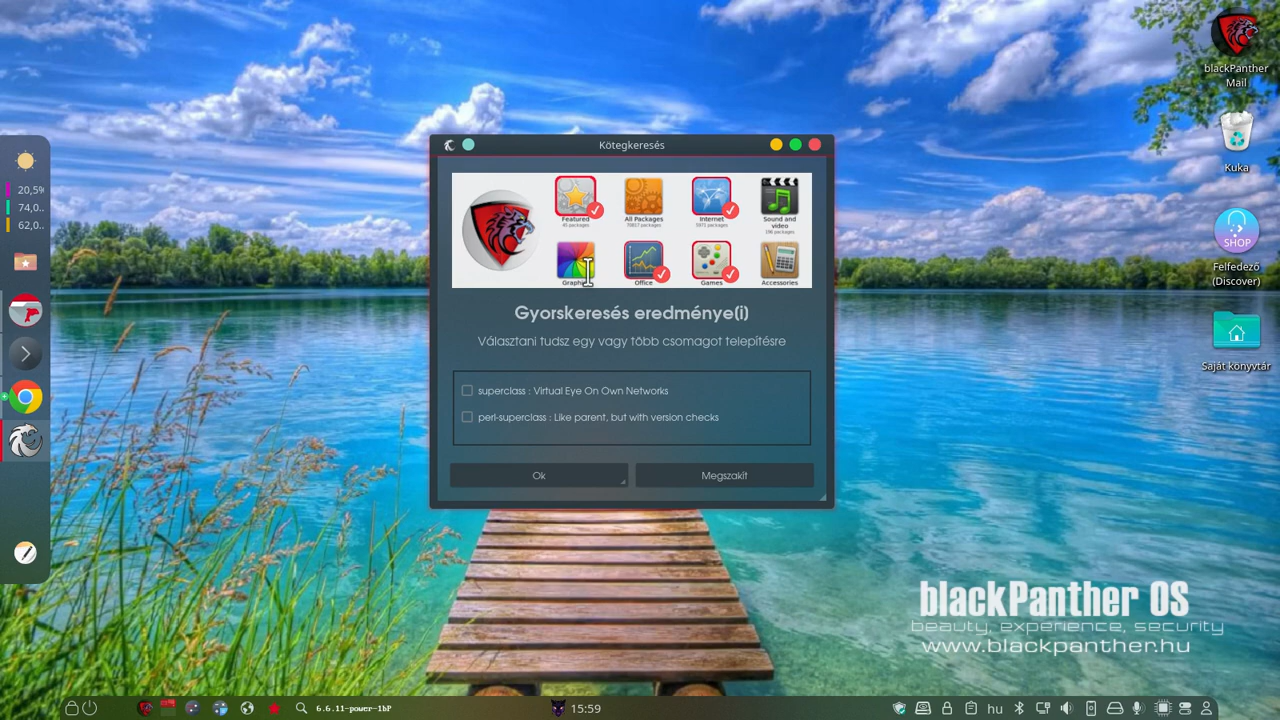 blackPanther
Mail
Kuka
SHOP
Felfedező
(Discover)
Saját könyvtár
20,5%
74,0..
62,0..
Kötegkeresés
Featured
45 packages
All Packages
Internet
Sound and
video
Office
Games
Accessories
Gyorskeresés eredménye(i)
Választani tudsz egy vagy több csomagot telepítésre
superclass : Virtual Eye On Own Networks
perl-superclass : Like parent, but with version checks
Ok
Megszakít
blackPanther OS
beauty, experience, security
www.blackpanther.hu
6.6.11-power-1bP
15:59
hu